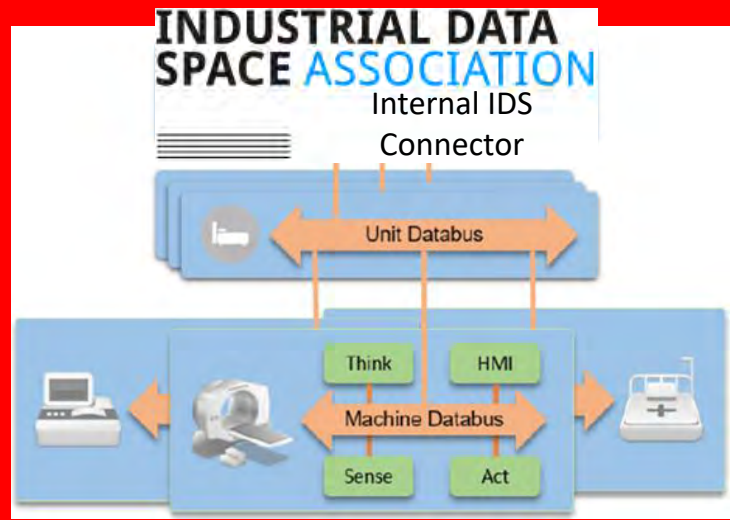 INDUSTRIAL DATA
SPACE ASSOCIATION
Internal IDS
Connector
Unit Databus
Think
HMI
Machine Databus
Sense
Act